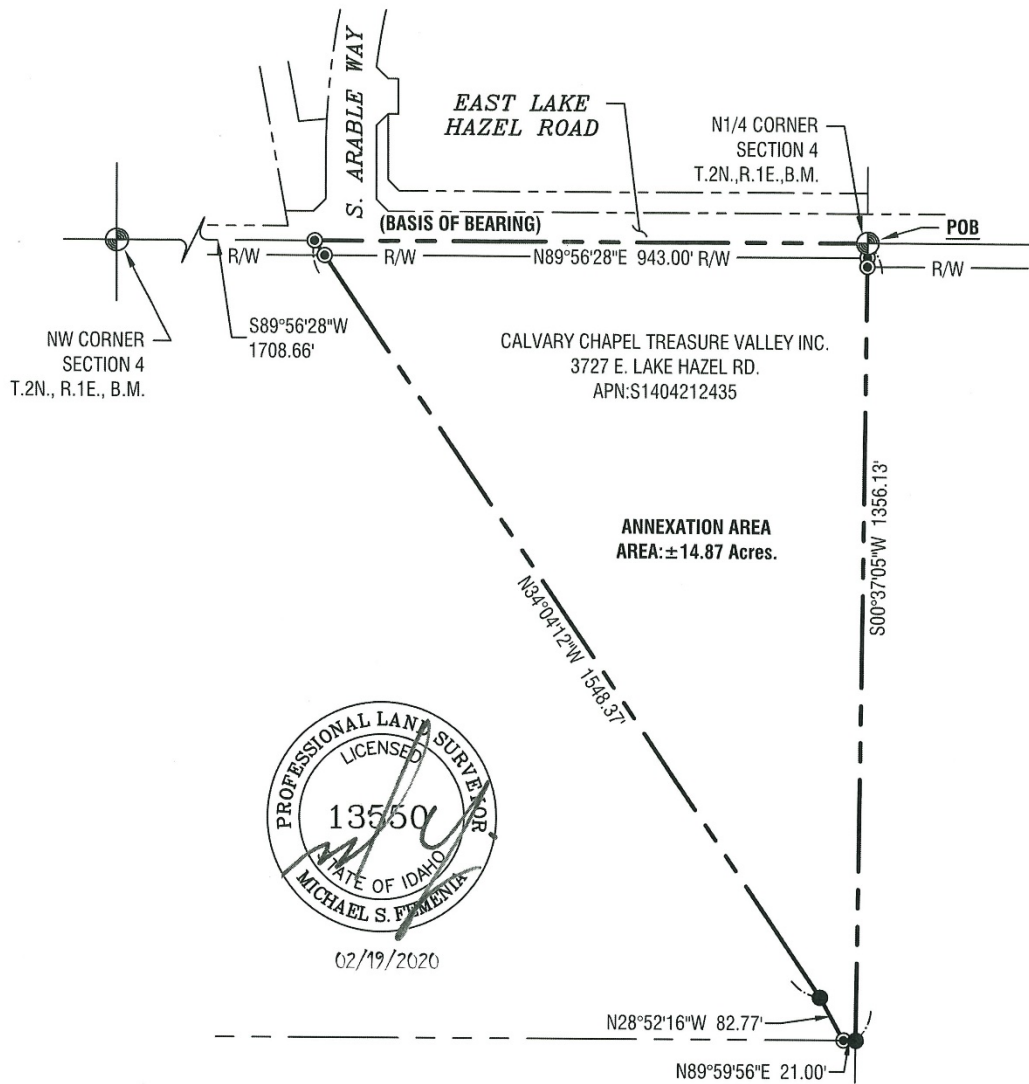 S. ARABLE WAY
EAST LAKE
HAZEL ROAD
N1/4 CORNER
SECTION 4
T.2N.,R.1E.,B.M.
POB
(BASIS OF BEARING)
R/W
R/W
N89°56'28"E 943.00' R/W
R/W
NW CORNER
SECTION 4
T.2N., R.1E., B.M.
S89°56'28"W
1708.66'
CALVARY CHAPEL TREASURE VALLEY INC.
3727 E. LAKE HAZEL RD.
APN:S1404212435
S00°37'05"W 1356.13'
ANNEXATION AREA
AREA:±14.87 Acres.
N34°04'12"W 1548.37'
PROFESSIONAL LAND SURVEYOR
LICENSED
13550
STATE OF IDAHO
MICHAEL S. FEMENIA
02/19/2020
N28°52'16"W 82.77'
N89°59'56"E 21.00'